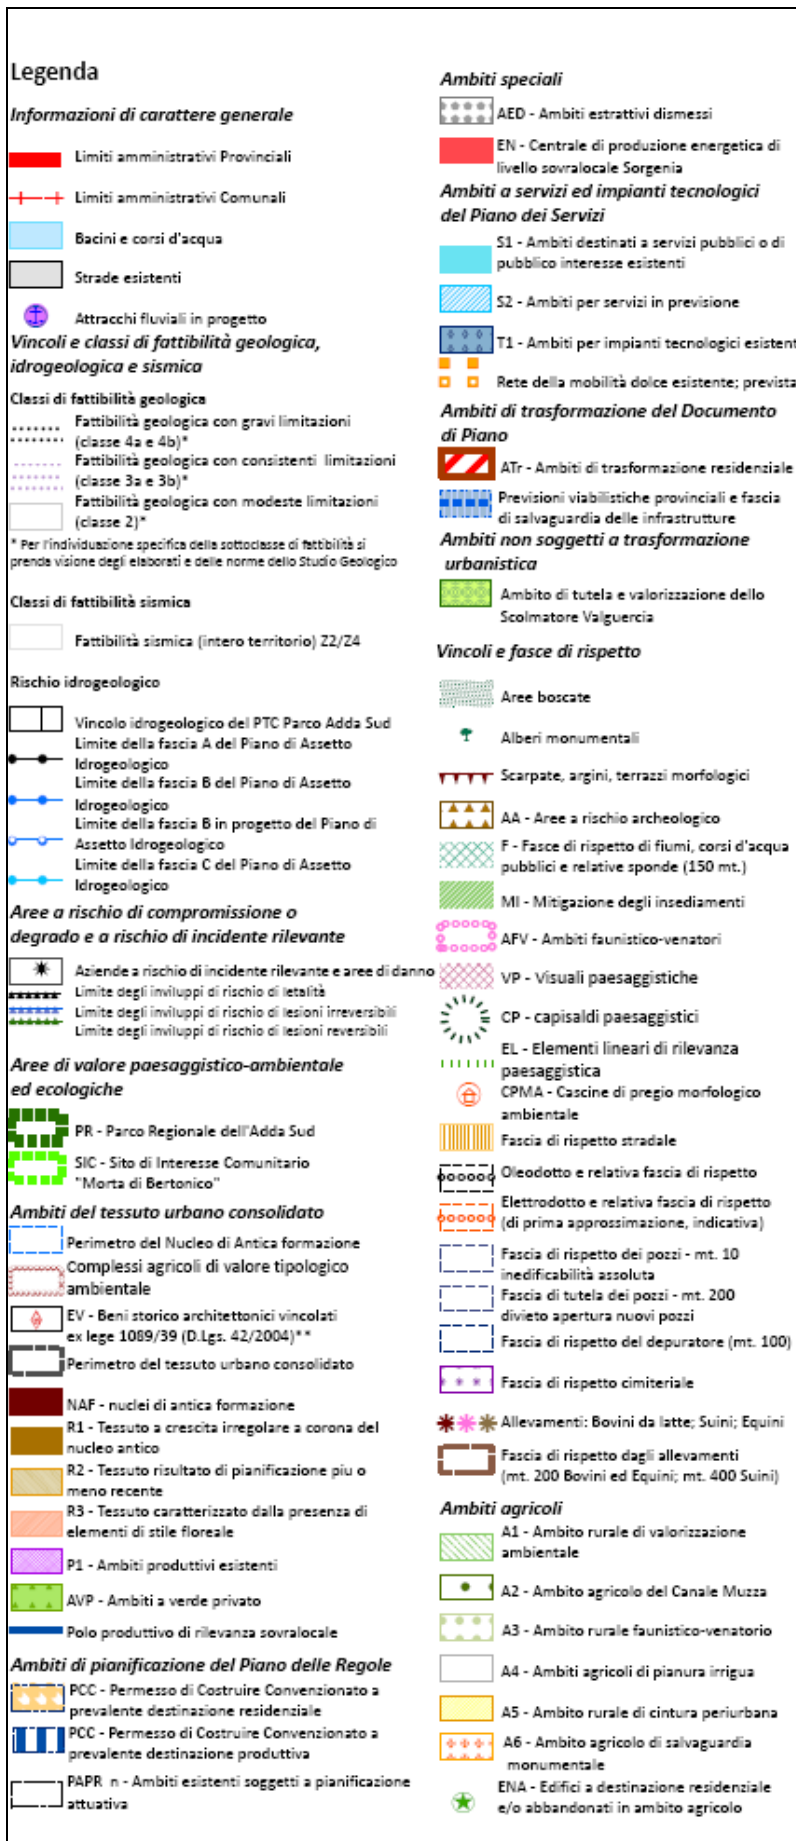 Legenda
Informazioni di carattere generale
Limiti amministrativi Provinciali
Limiti amministrativi Comunali
Bacini e corsi d'acqua
Strade esistenti
Attracchi fluviali in progetto
Vincoli e classi di fattibilità geologica,
idrogeologica e sismica
Classi di fattibilità geologica
Fattibilità geologica con gravi limitazioni
(classe 4a e 4b)*
Fattibilità geologica con consistenti limitazioni
(classe 3a e 3b)*
Fattibilità geologica con modeste limitazioni
(classe 2)*
* Per l'individuazione specifica della sottoclasse di fattibilità si
prenda visione degli elaborati e delle norme dello Studio Geologico
Classi di fattibilità sismica
Fattibilità sismica (intero territorio) Z2/Z4
Rischio idrogeologico
Vincolo idrogeologico del PTC Parco Adda Sud
Limite della fascia A del Piano di Assetto
Idrogeologico
Limite della fascia B del Piano di Assetto
Idrogeologico
Limite della fascia B in progetto del Piano di
Assetto Idrogeologico
Limite della fascia C del Piano di Assetto
Idrogeologico
Aree a rischio di compromissione o
degrado e a rischio di incidente rilevante
Aziende a rischio di incidente rilevante e aree di danno
Limite degli inviluppi di rischio di letalità
Limite degli inviluppi di rischio di lesioni irreversibili
Limite degli inviluppi di rischio di lesioni reversibili
Aree di valore paesaggistico-ambientale
ed ecologiche
PR - Parco Regionale dell'Adda Sud
SIC - Sito di Interesse Comunitario
"Morta di Bertonico"
Ambiti del tessuto urbano consolidato
Perimetro del Nucleo di Antica formazione
Complessi agricoli di valore tipologico
ambientale
EV - Beni storico architettonici vincolati
ex lege 1089/39 (D.Lgs. 42/2004)**
Perimetro del tessuto urbano consolidato
NAF - nuclei di antica formazione
R1 - Tessuto a crescita irregolare a corona del
nucleo antico
R2 - Tessuto risultato di pianificazione piu o
meno recente
R3 - Tessuto caratterizzato dalla presenza di
elementi di stile floreale
P1 - Ambiti produttivi esistenti
AVP - Ambiti a verde privato
Polo produttivo di rilevanza sovralocale
Ambiti di pianificazione del Piano delle Regole
PCC - Permesso di Costruire Convenzionato a
prevalente destinazione residenziale
PCC - Permesso di Costruire Convenzionato a
prevalente destinazione produttiva
PAPR n - Ambiti esistenti soggetti a pianificazione
attuativa
Ambiti speciali
AED - Ambiti estrattivi dismessi
EN - Centrale di produzione energetica di
livello sovralocale Sorgenia
Ambiti a servizi ed impianti tecnologici
del Piano dei Servizi
S1 - Ambiti destinati a servizi pubblici o di
pubblico interesse esistenti
S2 - Ambiti per servizi in previsione
T1 - Ambiti per impianti tecnologici esistent
Rete della mobilità dolce esistente; prevista
Ambiti di trasformazione del Documento
di Piano
ATr - Ambiti di trasformazione residenziale
Previsioni viabilistiche provinciali e fascia
di salvaguardia delle infrastrutture
Ambiti non soggetti a trasformazione
urbanistica
Ambito di tutela e valorizzazione dello
Scolmatore Valguercia
Vincoli e fasce di rispetto
Aree boscate
Alberi monumentali
Scarpate, argini, terrazzi morfologici
AA - Aree a rischio archeologico
F - Fasce di rispetto di fiumi, corsi d'acqua
pubblici e relative sponde (150 mt.)
MI - Mitigazione degli insediamenti
AFV - Ambiti faunistico-venatori
VP - Visuali paesaggistiche
CP - capisaldi paesaggistici
EL - Elementi lineari di rilevanza
paesaggistica
CPMA - Cascine di pregio morfologico
ambientale
Fascia di rispetto stradale
Oleodotto e relativa fascia di rispetto
Elettrodotto e relativa fascia di rispetto
(di prima approssimazione, indicativa)
Fascia di rispetto dei pozzi - mt. 10
inedificabilità assoluta
Fascia di tutela dei pozzi - mt. 200
divieto apertura nuovi pozzi
Fascia di rispetto del depuratore (mt. 100)
Fascia di rispetto cimiteriale
Allevamenti: Bovini da latte; Suini; Equini
Fascia di rispetto dagli allevamenti
(mt. 200 Bovini ed Equini; mt. 400 Suini)
Ambiti agricoli
A1 - Ambito rurale di valorizzazione
ambientale
A2 - Ambito agricolo del Canale Muzza
A3 - Ambito rurale faunistico-venatorio
A4 - Ambiti agricoli di pianura irrigua
A5 - Ambito rurale di cintura periurbana
A6 - Ambito agricolo di salvaguardia
monumentale
ENA - Edifici a destinazione residenziale
e/o abbandonati in ambito agricolo